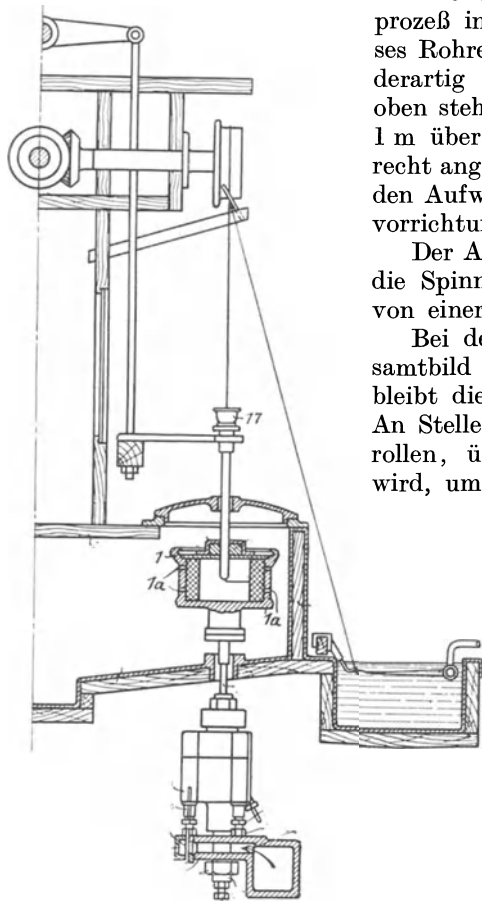 prozeß in
ses Rohre
derartig
oben steh
1 m über
recht ang
den Aufw
vorrichtu
Der A
die Spinn
von einer
Bei de
samtbild
bleibt die
An Stelle
rollen, ü
wird, um
17
1
1a
1a